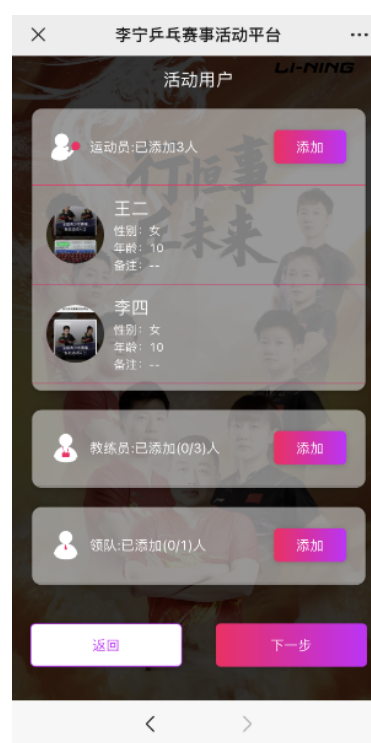 李宁乒乓赛事活动平台
LI-NING
活动用户
运动员:已添加3人
添加
王二
性别: 女
年龄: 10
备注: --
李四
性别: 女
年龄: 10
备注: --
教练员:已添加(0/3)人
添加
领队:已添加(0/1)人
添加
返回
下一步